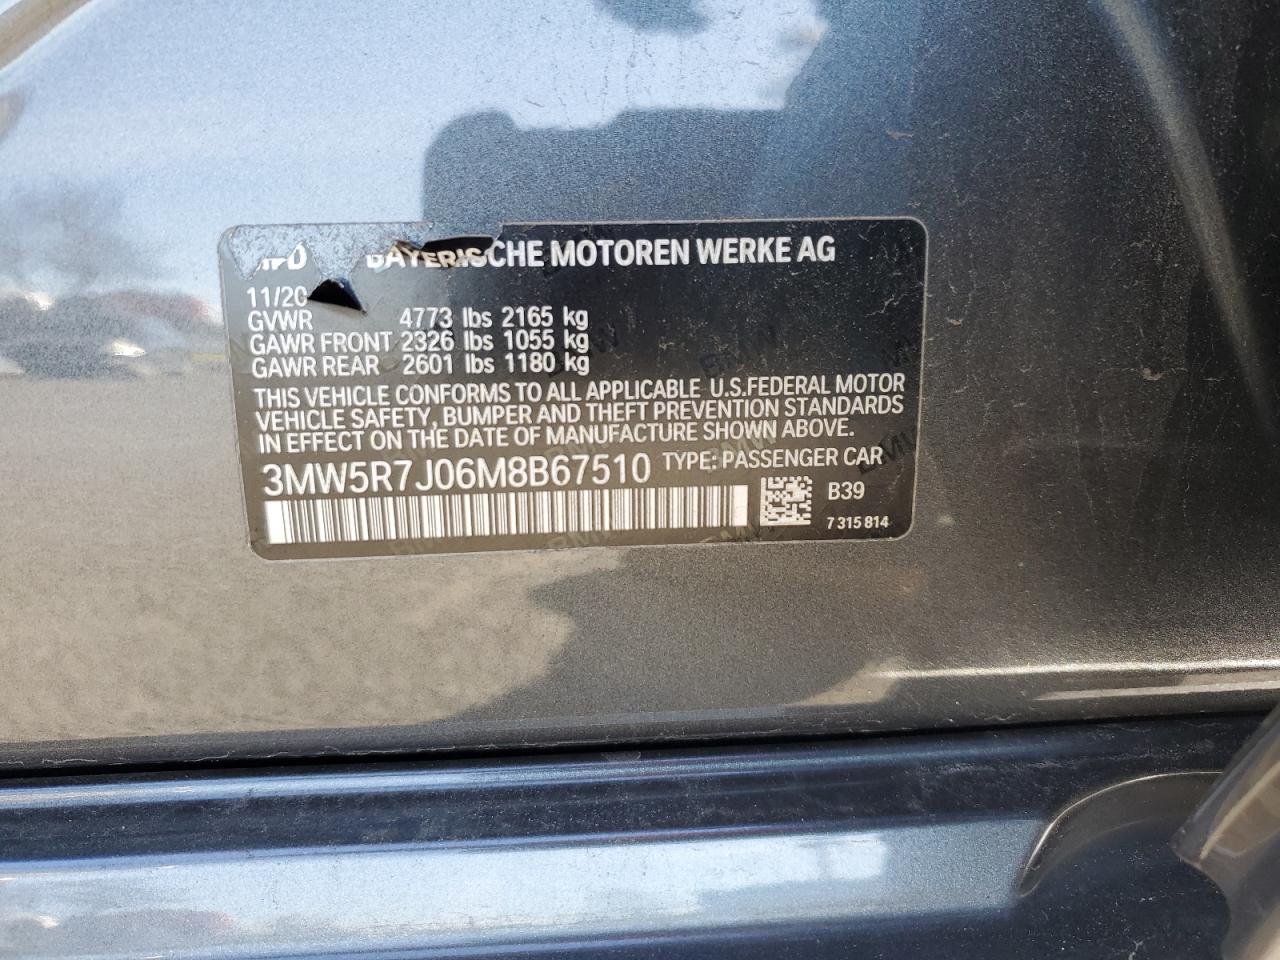 MFD BAYERISCHE MOTOREN WERKE AG
11/20
GVWR 4773 lbs 2165 kg
GAWR FRONT 2326 lbs 1055 kg
GAWR REAR 2601 lbs 1180 kg
THIS VEHICLE CONFORMS TO ALL APPLICABLE U.S.FEDERAL MOTOR
VEHICLE SAFETY, BUMPER AND THEFT PREVENTION STANDARDS
IN EFFECT ON THE DATE OF MANUFACTURE SHOWN ABOVE.
3MW5R7J06M8B67510 TYPE: PASSENGER CAR
B39
7 315 814